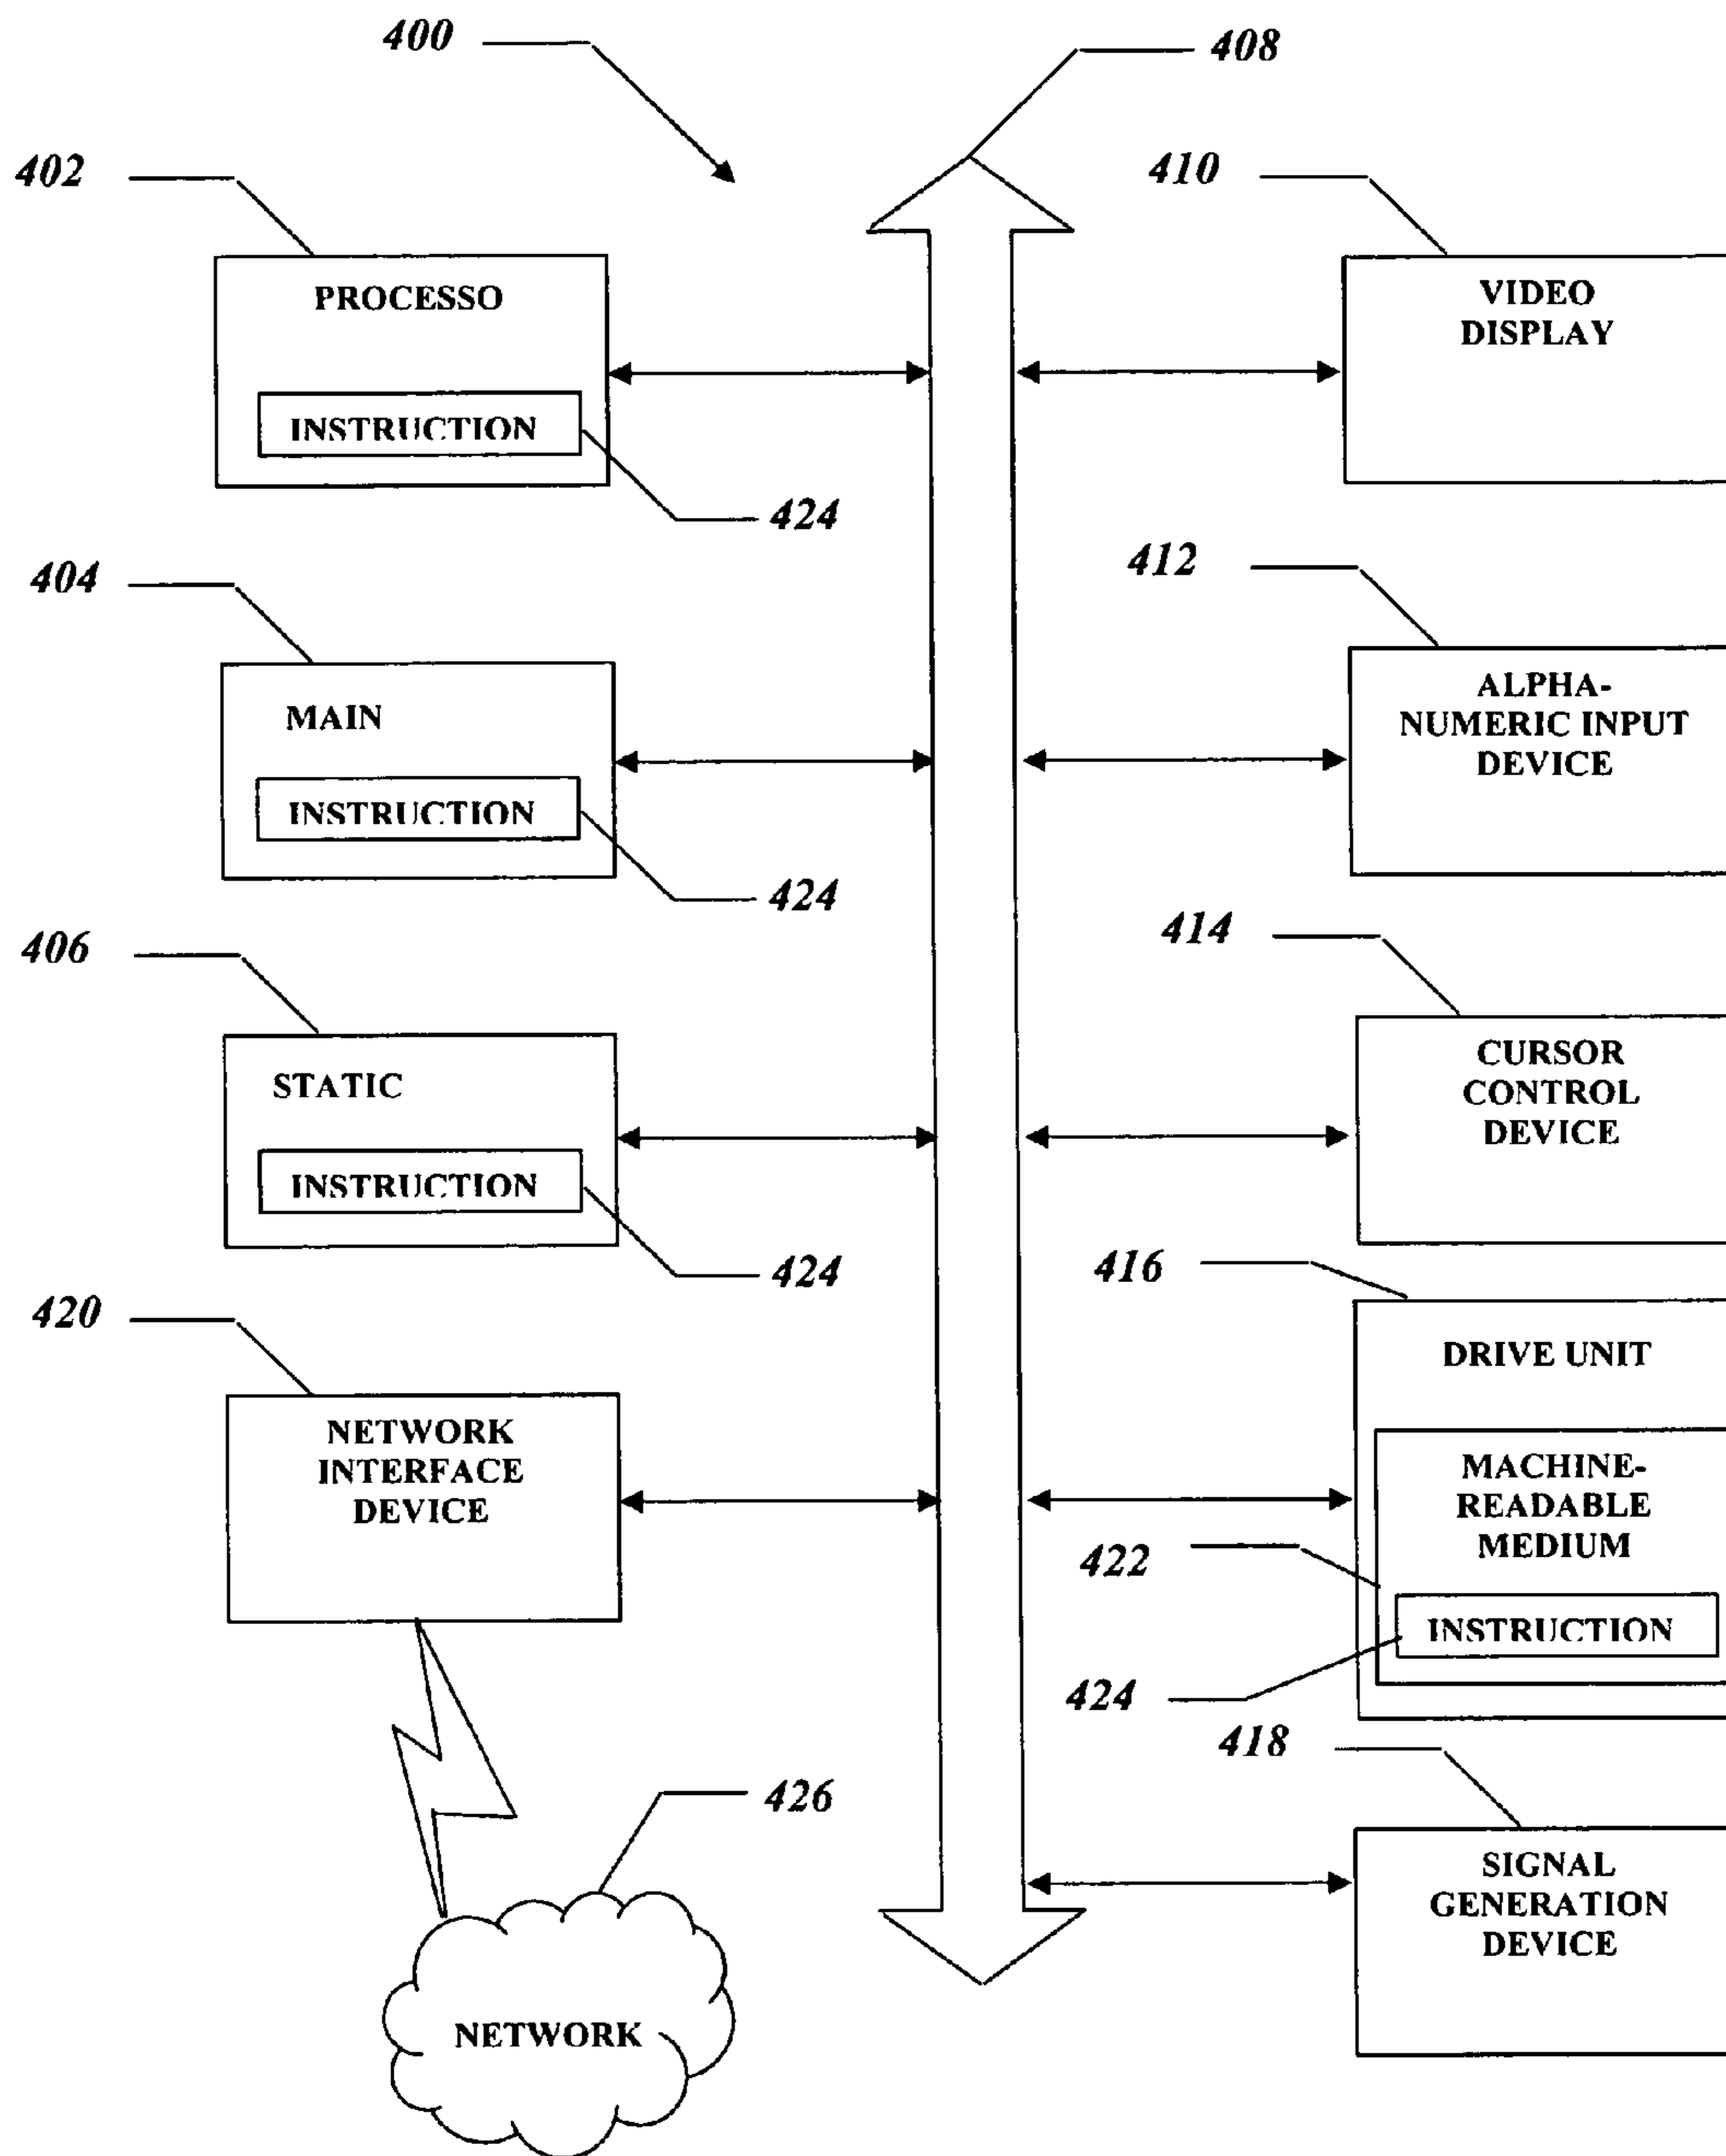 400
408
402
410
PROCESSO
INSTRUCTION
424
VIDEO
DISPLAY
404
412
MAIN
INSTRUCTION
424
ALPHA-
NUMERIC INPUT
DEVICE
406
414
STATIC
INSTRUCTION
424
CURSOR
CONTROL
DEVICE
420
416
NETWORK
INTERFACE
DEVICE
DRIVE UNIT
MACHINE-
READABLE
MEDIUM
422
INSTRUCTION
424
418
426
NETWORK
SIGNAL
GENERATION
DEVICE